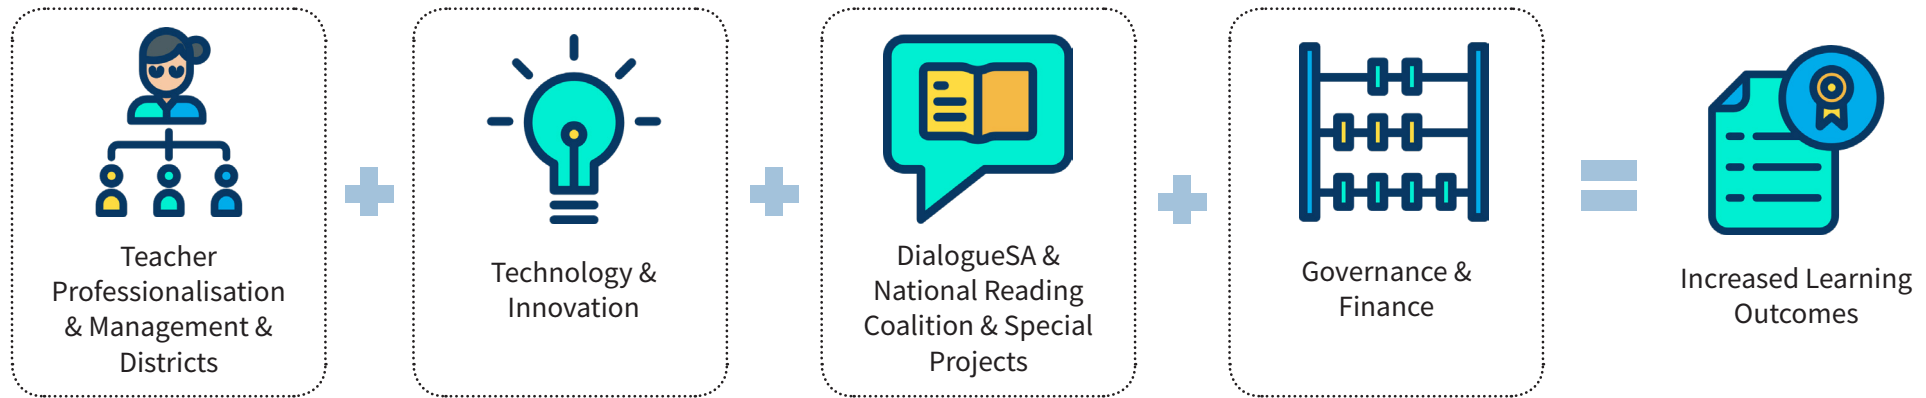 Teacher
Professionalisation
& Management &
Districts
Technology &
Innovation
DialogueSA &
National Reading
Coalition & Special
Projects
Governance &
Finance
Increased Learning
Outcomes